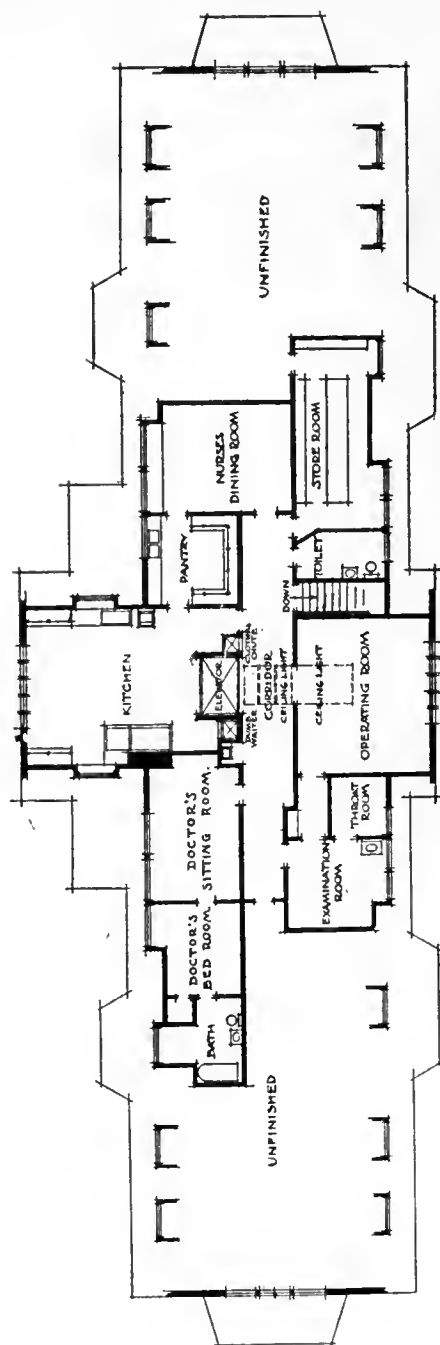 UNFINISHED
NURSES
DINING ROOM
STORE ROOM
PANTRY
TOILET
DOWN
KITCHEN
ELEVATOR
CLOTHES
CHUTE
DUMB
WAITER
CORRIDOR
CEILING LIGHT
CEILING LIGHT
OPERATING ROOM
DOCTOR'S
SITTING ROOM.
THROAT
ROOM
EXAMINATION
ROOM
DOCTOR'S
BED ROOM.
BATH
UNFINISHED